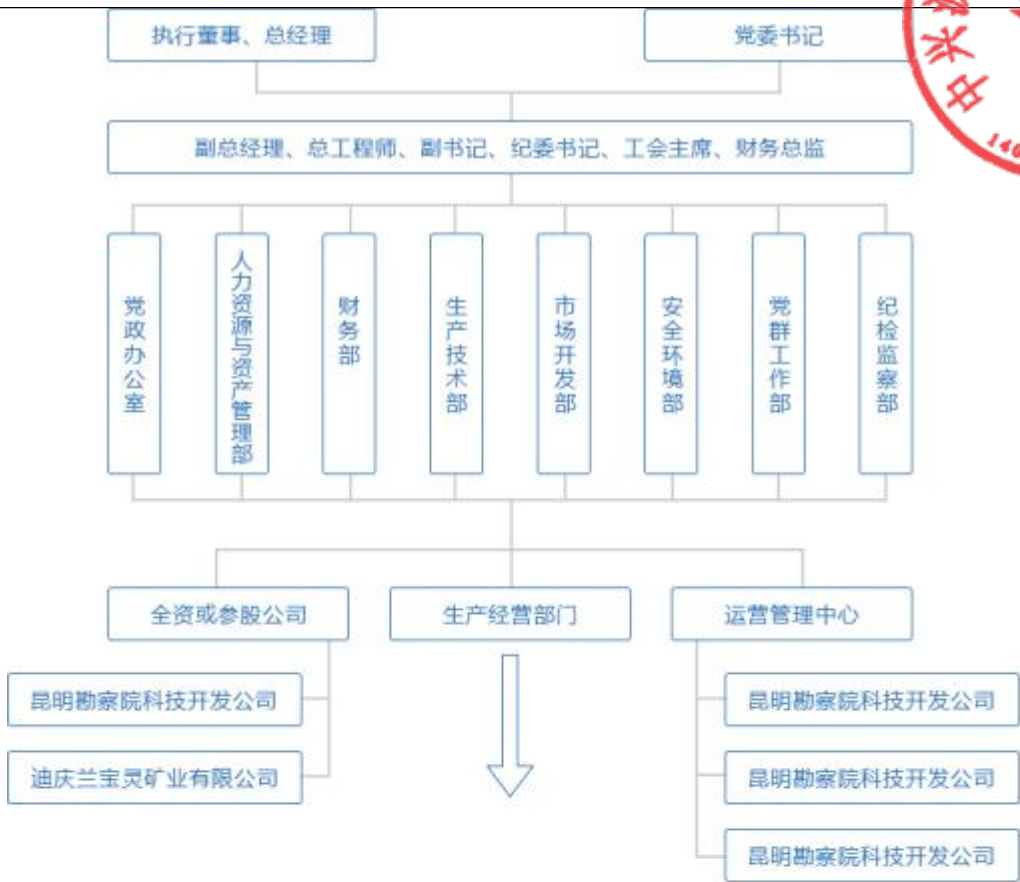 执行董事、总经理
党委书记
副总经理、总工程师、副书记、纪委书记、工会主席、财务总监
党政办公室
人力资源与资产管理部
财务部
生产技术部
市场开发部
安全环境部
党群工作部
纪检监察部
全资或参股公司
生产经营部门
运营管理中心
昆明勘察院科技开发公司
迪庆兰宝灵矿业有限公司
昆明勘察院科技开发公司
昆明勘察院科技开发公司
昆明勘察院科技开发公司
中兴
140